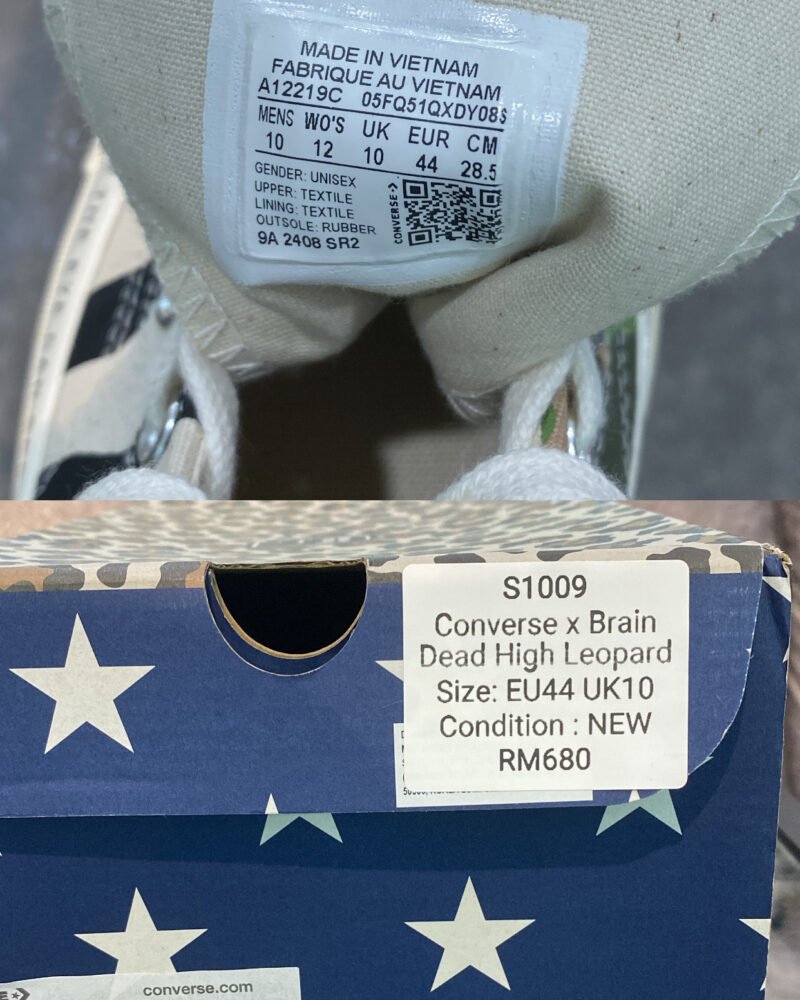 MADE IN VIETNAM
FABRIQUE AU VIETNAM
A12219C 05FQ51QXDY08S
MENS WO'S UK EUR CM
10 12 10 44 28.5
GENDER: UNISEX
UPPER: TEXTILE
LINING: TEXTILE
OUTSOLE: RUBBER
9A 2408 SR2
CONVERSE
S1009
Converse x Brain
Dead High Leopard
Size: EU44 UK10
Condition : NEW
RM680
converse.com